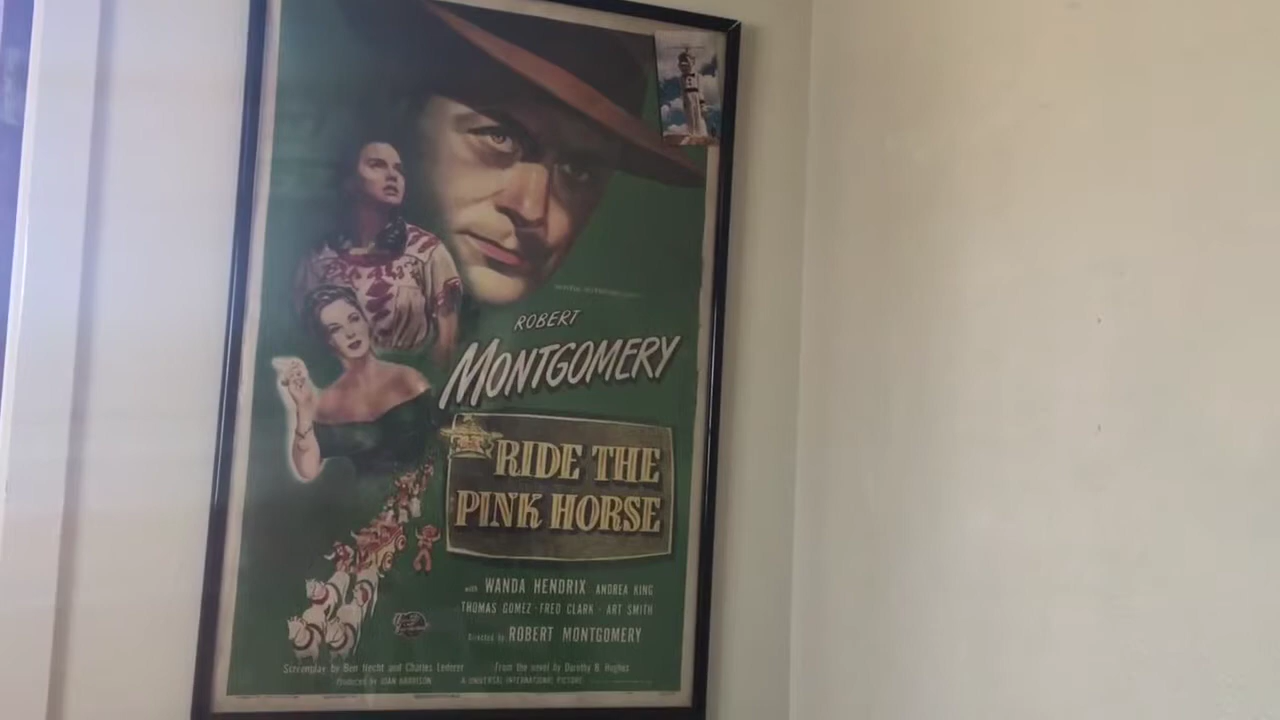 ROBERT
MONTGOMERY
RIDE THE
PINK HORSE
with WANDA HENDRIX ANDREA KING
THOMAS GOMEZ · FRED CLARK · ART SMITH
Directed by ROBERT MONTGOMERY
Screenplay by Ben Hecht and Charles Lederer From the novel by Dorothy B. Hughes
Produced by JOAN HARRISON A UNIVERSAL-INTERNATIONAL PICTURE